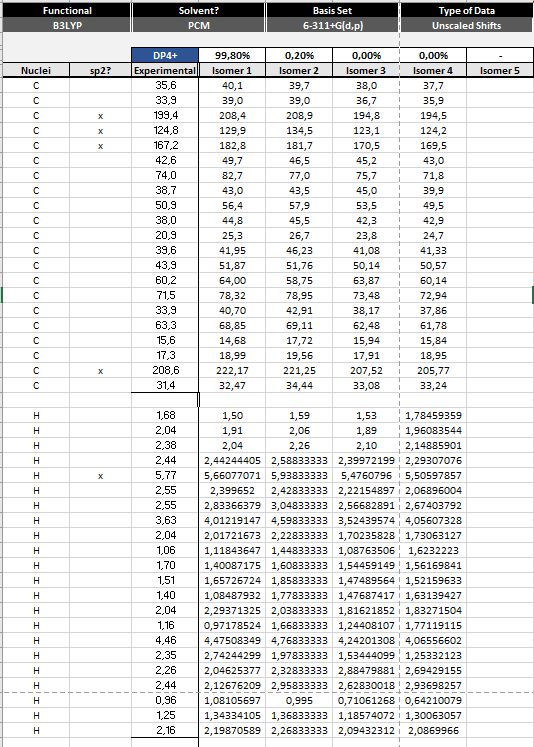 Functional Solvent? Basis Set Type of Data
B3LYP PCM 6-311+G(d,p) Unscaled Shifts
DP4+ 99,80% 0,20% 0,00% 0,00% -
Nuclei sp2? Experimental Isomer 1 Isomer 2 Isomer 3 Isomer 4 Isomer 5
C 35,6 40,1 39,7 38,0 37,7
C 33,9 39,0 39,0 36,7 35,9
C x 199,4 208,4 208,9 194,8 194,5
C x 124,8 129,9 134,5 123,1 124,2
C x 167,2 182,8 181,7 170,5 169,5
C 42,6 49,7 46,5 45,2 43,0
C 74,0 82,7 77,0 75,7 71,8
C 38,7 43,0 43,5 45,0 39,9
C 50,9 56,4 57,9 53,5 49,5
C 38,0 44,8 45,5 42,3 42,9
C 20,9 25,3 26,7 23,8 24,7
C 39,6 41,95 46,23 41,08 41,33
C 43,9 51,87 51,76 50,14 50,57
C 60,2 64,00 58,75 63,87 60,14
C 71,5 78,32 78,95 73,48 72,94
C 33,9 40,70 42,91 38,17 37,86
C 63,3 68,85 69,11 62,48 61,78
C 15,6 14,68 17,72 15,94 15,84
C 17,3 18,99 19,56 17,91 18,95
C x 208,6 222,17 221,25 207,52 205,77
C 31,4 32,47 34,44 33,08 33,24
H 1,68 1,50 1,59 1,53 1,78459359
H 2,04 1,91 2,06 1,89 1,96083544
H 2,38 2,04 2,26 2,10 2,14885901
H 2,44 2,44244405 2,58833333 2,39972199 2,29307076
H x 5,77 5,66077071 5,93833333 5,4760796 5,50597857
H 2,55 2,399652 2,42833333 2,22154897 2,06896004
H 2,55 2,83366379 3,04833333 2,56682891 2,67403792
H 3,63 4,01219147 4,59833333 3,52439574 4,05607328
H 2,04 2,01721673 2,22833333 1,70235828 1,73063127
H 1,06 1,11843647 1,44833333 1,08763506 1,6232223
H 1,70 1,40087175 1,60833333 1,54459149 1,56169841
H 1,51 1,65726724 1,85833333 1,47489564 1,52159633
H 1,40 1,08487932 1,77833333 1,47687417 1,63139427
H 2,04 2,29371325 2,03833333 1,81621852 1,83271504
H 1,16 0,97178524 1,66833333 1,24408107 1,77119115
H 4,46 4,47508349 4,76833333 4,24201308 4,06556602
H 2,35 2,74244299 1,97833333 1,53444099 1,25332123
H 2,26 2,04625377 2,32833333 2,88479881 2,69429155
H 2,44 2,12676209 2,95833333 2,62830018 2,93698257
H 0,96 1,08105697 0,995 0,71061268 0,64210079
H 1,25 1,34334105 1,36833333 1,18574072 1,30063057
H 2,16 2,19870589 2,26833333 2,09432312 2,0869966